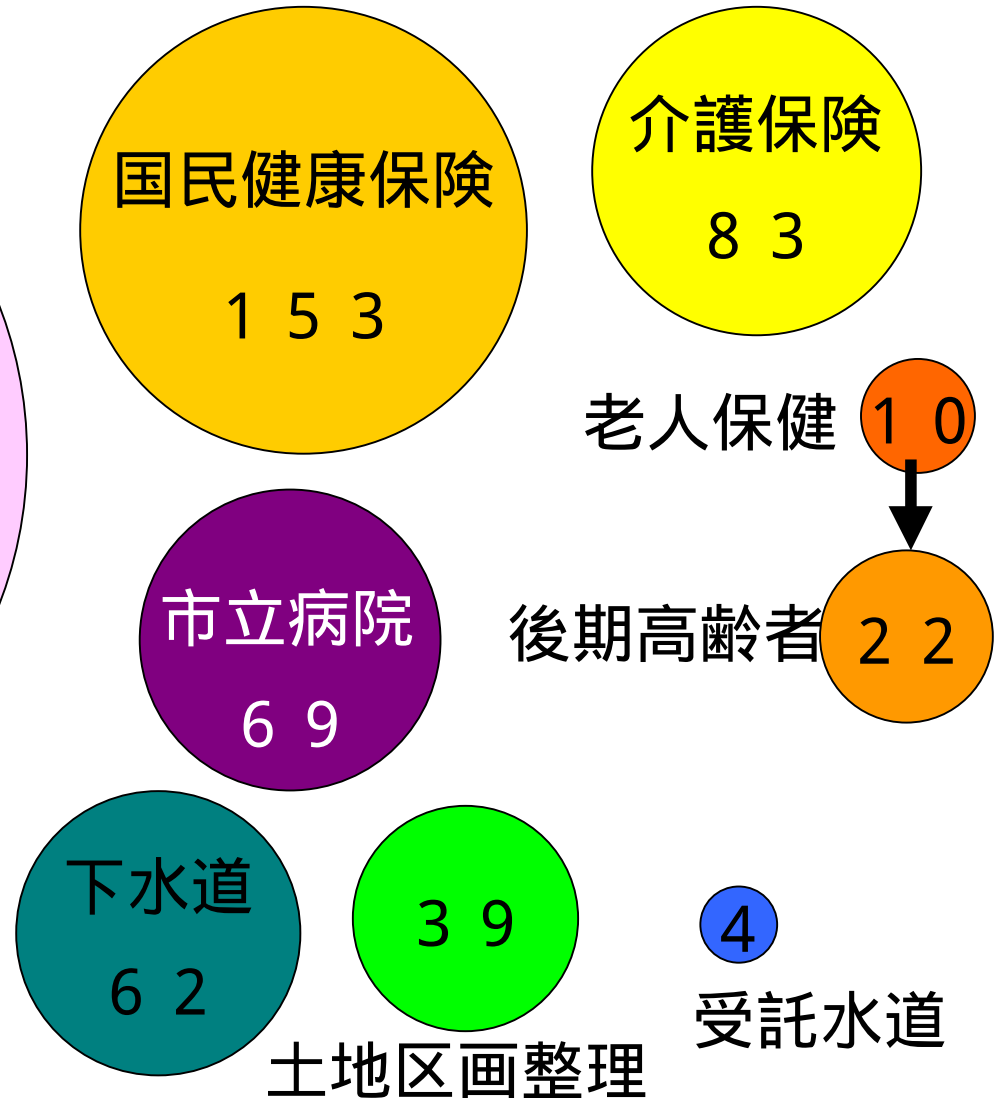 国民健康保険
１５３
介護保険
８３
老人保健
１０
市立病院
６９
後期高齢者
２２
下水道
６２
３９
土地区画整理
４
受託水道